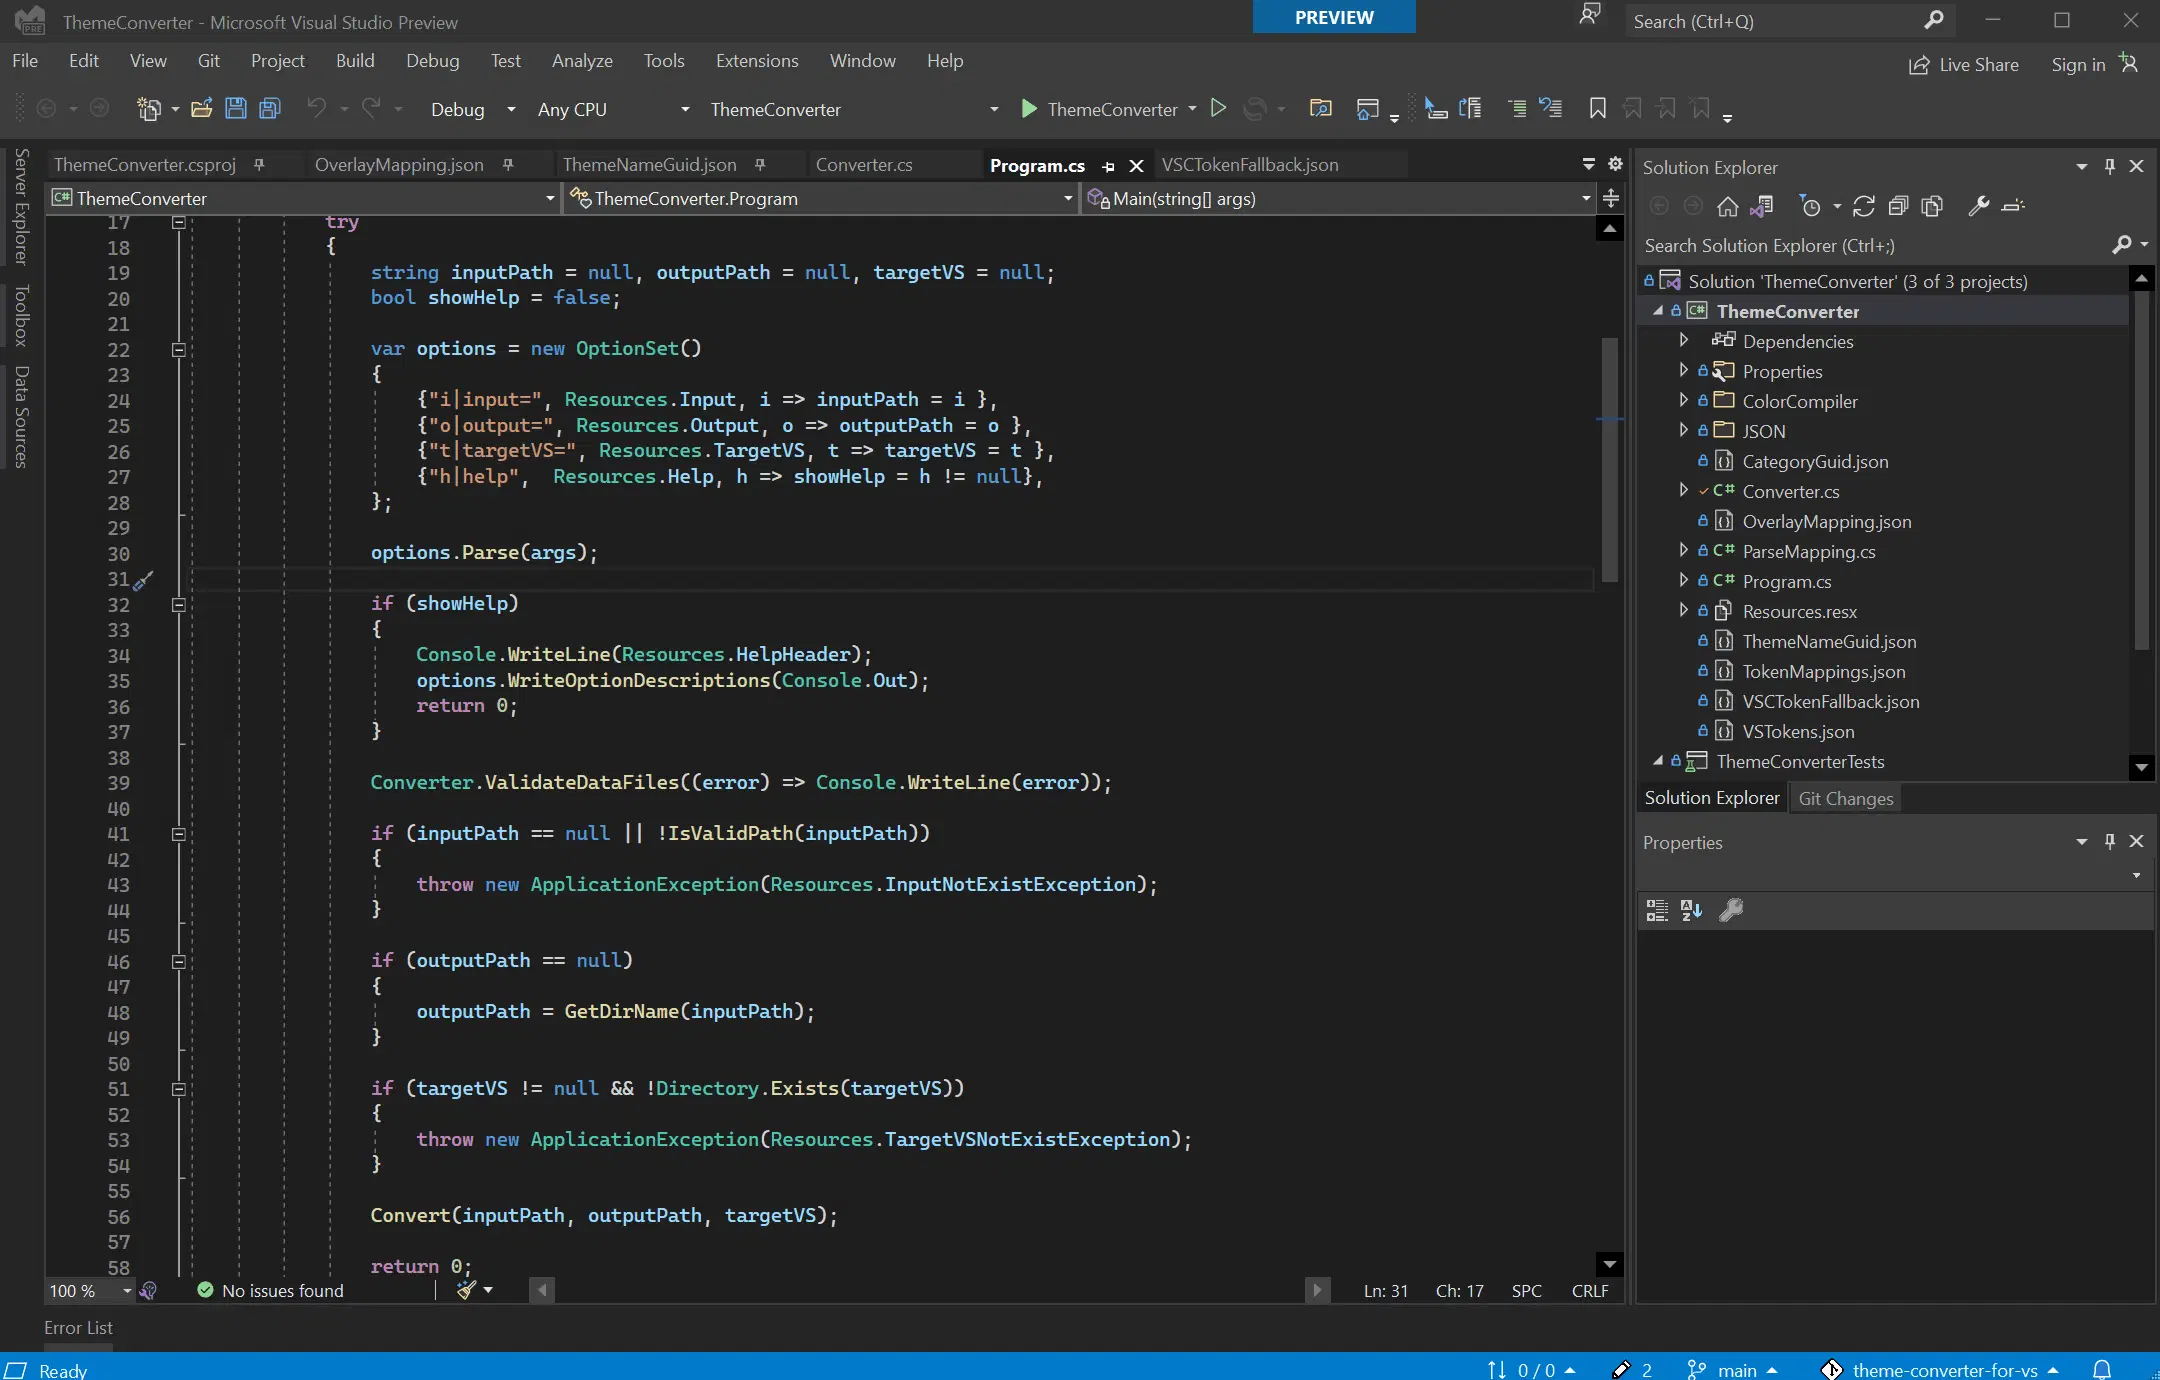 ThemeConverter - Microsoft Visual Studio Preview
PREVIEW
Search (Ctrl+Q)
File Edit View Git Project Build Debug Test Analyze Tools Extensions Window Help
Live Share Sign in
Debug Any CPU ThemeConverter ThemeConverter
Server Explorer
Toolbox
Data Sources
ThemeConverter.csproj OverlayMapping.json ThemeNameGuid.json Converter.cs Program.cs VSCTokenFallback.json
C# ThemeConverter ThemeConverter.Program Main(string[] args)
17 try
18 {
19 string inputPath = null, outputPath = null, targetVS = null;
20 bool showHelp = false;
21
22 var options = new OptionSet()
23 {
24 {"i|input=", Resources.Input, i => inputPath = i },
25 {"o|output=", Resources.Output, o => outputPath = o },
26 {"t|targetVS=", Resources.TargetVS, t => targetVS = t },
27 {"h|help",  Resources.Help, h => showHelp = h != null},
28 };
29
30 options.Parse(args);
31
32 if (showHelp)
33 {
34 Console.WriteLine(Resources.HelpHeader);
35 options.WriteOptionDescriptions(Console.Out);
36 return 0;
37 }
38
39 Converter.ValidateDataFiles((error) => Console.WriteLine(error));
40
41 if (inputPath == null || !IsValidPath(inputPath))
42 {
43 throw new ApplicationException(Resources.InputNotExistException);
44 }
45
46 if (outputPath == null)
47 {
48 outputPath = GetDirName(inputPath);
49 }
50
51 if (targetVS != null && !Directory.Exists(targetVS))
52 {
53 throw new ApplicationException(Resources.TargetVSNotExistException);
54 }
55
56 Convert(inputPath, outputPath, targetVS);
57
58 return 0;
100 % No issues found Ln: 31 Ch: 17 SPC CRLF
Error List
Solution Explorer
Search Solution Explorer (Ctrl+;)
Solution 'ThemeConverter' (3 of 3 projects)
C# ThemeConverter
Dependencies
Properties
ColorCompiler
JSON
CategoryGuid.json
C# Converter.cs
OverlayMapping.json
C# ParseMapping.cs
C# Program.cs
Resources.resx
ThemeNameGuid.json
TokenMappings.json
VSCTokenFallback.json
VSTokens.json
ThemeConverterTests
Solution Explorer Git Changes
Properties
Ready 0 / 0 2 main theme-converter-for-vs